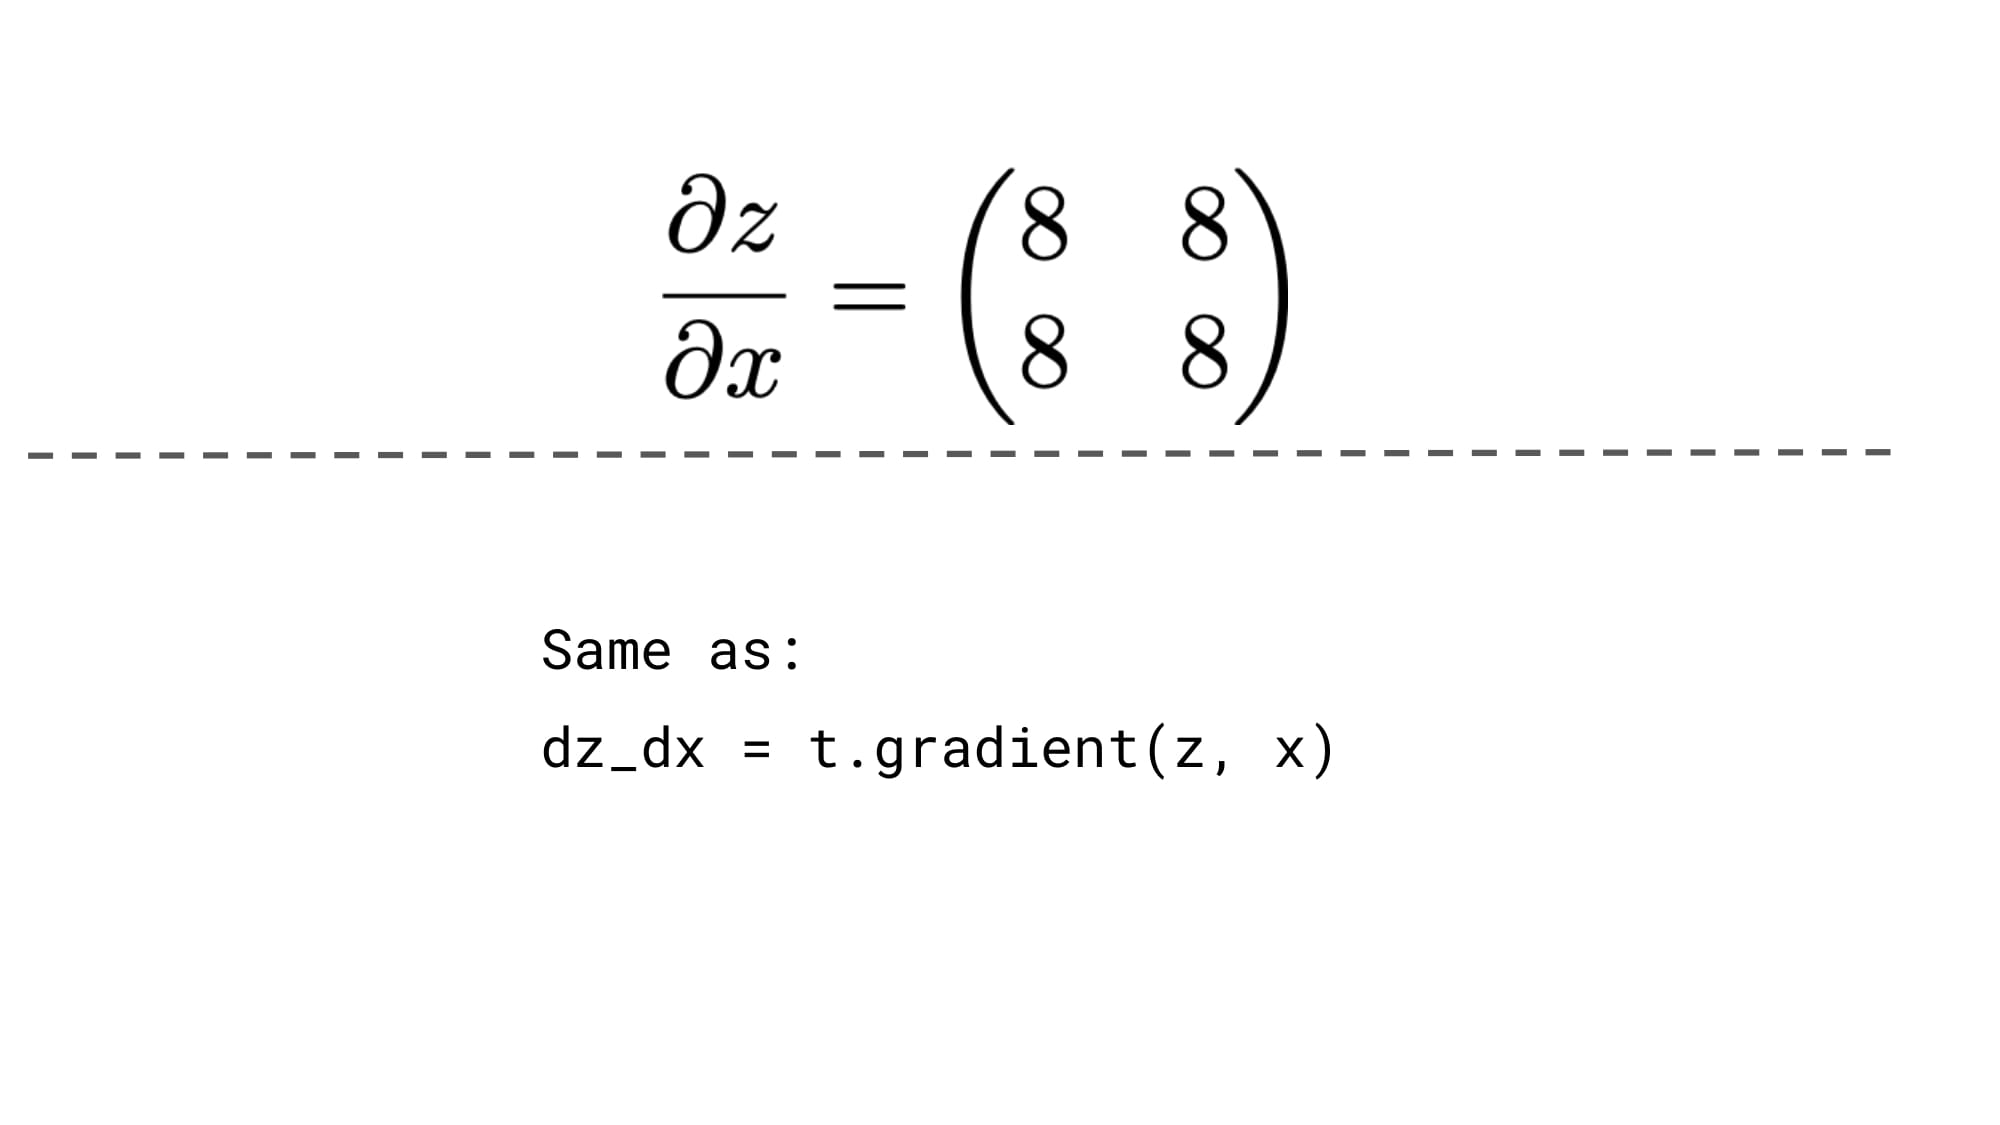 ∂z/∂x = (8 8
8 8)
Same as:
dz_dx = t.gradient(z, x)